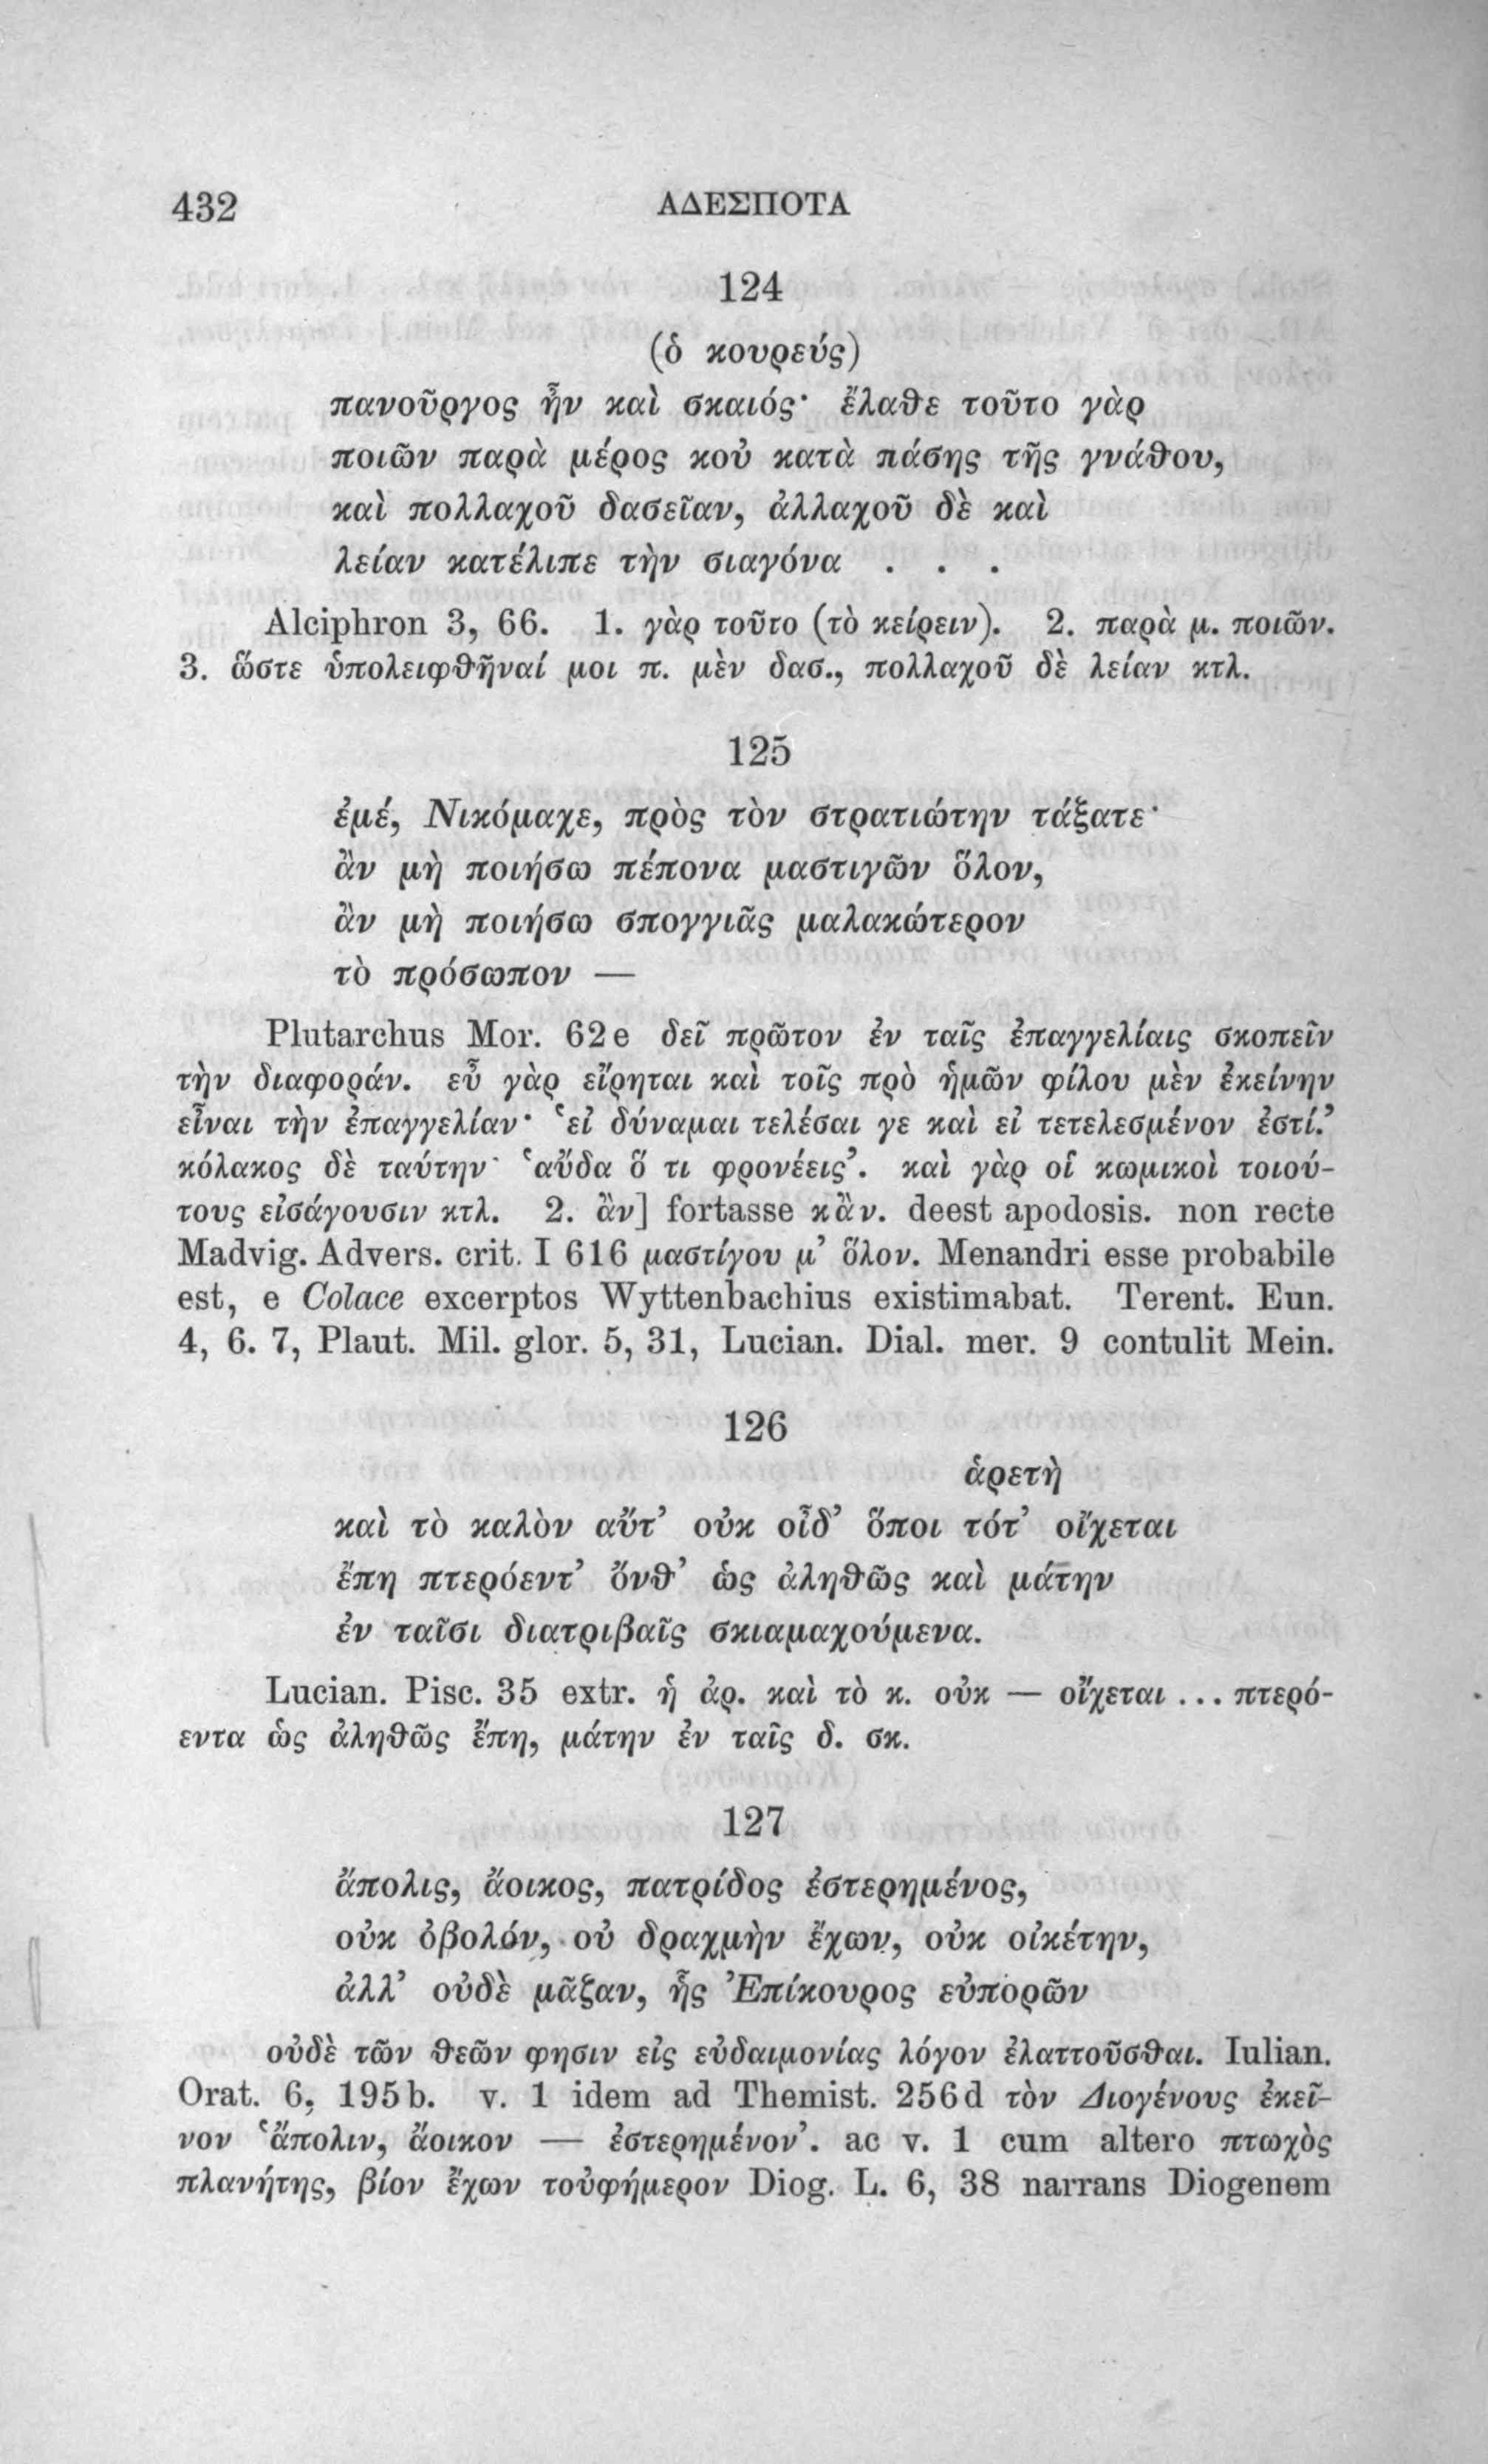 432
ΑΔΕΣΠΟΤΑ
124
(ὁ κουρεύς)
πανοῦργος ἦν καὶ σκαιός· ἔλαθε τοῦτο γὰρ
ποιῶν παρὰ μέρος κοὐ κατὰ πάσης τῆς γνάθου,
καὶ πολλαχοῦ δασεῖαν, ἀλλαχοῦ δὲ καὶ
λείαν κατέλιπε τὴν σιαγόνα . . .
Alciphron 3, 66. 1. γὰρ τοῦτο (τὸ κείρειν). 2. παρὰ μ. ποιῶν.
3. ὥστε ὑπολειφθῆναί μοι π. μὲν δασ., πολλαχοῦ δὲ λείαν κτλ.
125
ἐμέ, Νικόμαχε, πρὸς τὸν στρατιώτην τάξατε·
ἂν μὴ ποιήσω πέπονα μαστιγῶν ὅλον,
ἂν μὴ ποιήσω σπογγιᾶς μαλακώτερον
τὸ πρόσωπον —
Plutarchus Mor. 62e δεῖ πρῶτον ἐν ταῖς ἐπαγγελίαις σκοπεῖν
τὴν διαφοράν. εὖ γὰρ εἴρηται καὶ τοῖς πρὸ ἡμῶν φίλου μὲν ἐκείνην
εἶναι τὴν ἐπαγγελίαν· ‘εἰ δύναμαι τελέσαι γε καὶ εἰ τετελεσμένον ἐστί.’
κόλακος δὲ ταύτην· ‘αὔδα ὅ τι φρονέεις’. καὶ γὰρ οἱ κωμικοὶ τοιού-
τους εἰσάγουσιν κτλ. 2. ἂν] fortasse κἂν. deest apodosis. non recte
Madvig. Advers. crit. I 616 μαστίγου μ’ ὅλον. Menandri esse probabile
est, e Colace excerptos Wyttenbachius existimabat. Terent. Eun.
4, 6. 7, Plaut. Mil. glor. 5, 31, Lucian. Dial. mer. 9 contulit Mein.
126
ἁρετὴ
καὶ τὸ καλὸν αὔτ’ οὐκ οἶδ’ ὅποι τότ’ οἴχεται
ἔπη πτερόεντ’ ὄνθ’ ὡς ἀληθῶς καὶ μάτην
ἐν ταῖσι διατριβαῖς σκιαμαχούμενα.
Lucian. Pisc. 35 extr. ἡ ἀρ. καὶ τὸ κ. οὐκ — οἴχεται ... πτερό-
εντα ὡς ἀληθῶς ἔπη, μάτην ἐν ταῖς δ. σκ.
127
ἄπολις, ἄοικος, πατρίδος ἐστερημένος,
οὐκ ὀβολόν, οὐ δραχμὴν ἔχων, οὐκ οἰκέτην,
ἀλλ’ οὐδὲ μᾶζαν, ἧς Ἐπίκουρος εὐπορῶν
οὐδὲ τῶν θεῶν φησιν εἰς εὐδαιμονίας λόγον ἐλαττοῦσθαι. Iulian.
Orat. 6, 195b. v. 1 idem ad Themist. 256d τὸν Διογένους ἐκεῖ-
νον ‘ἄπολιν, ἄοικον — ἐστερημένον’. ac v. 1 cum altero πτωχὸς
πλανήτης, βίον ἔχων τοὐφήμερον Diog. L. 6, 38 narrans Diogenem